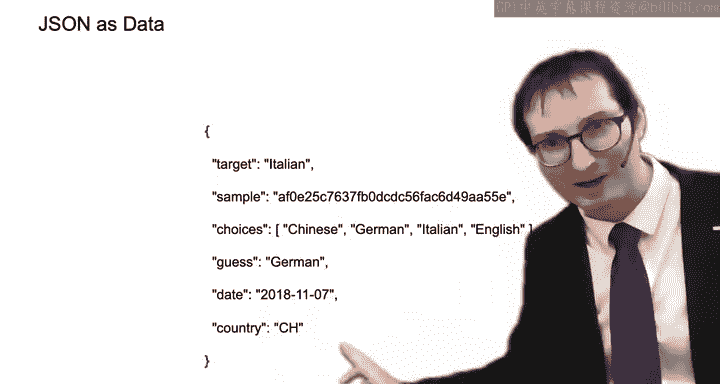 JSON as Data
{
"target": "Italian",
"sample": "af0e25c7637fb0dcdc56fac6d49aa55e",
"choices": [ "Chinese", "German", "Italian", "English" ]
"guess": "German",
"date": "2018-11-07",
"country": "CH"
}